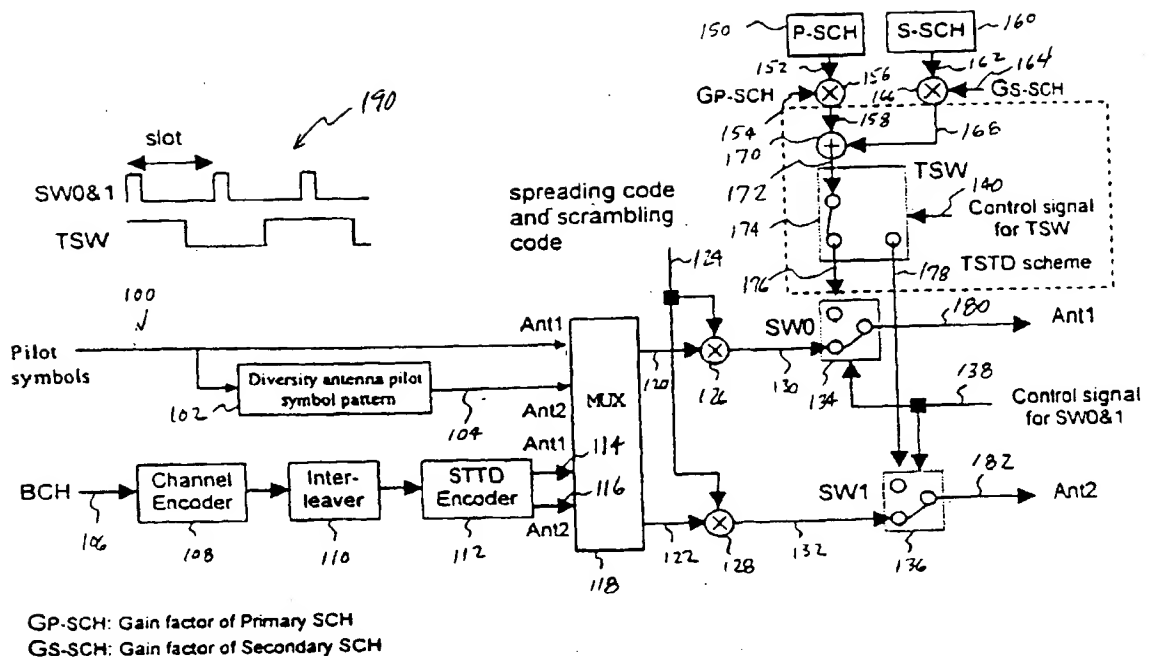 150
P-SCH
S-SCH
160
152
162
164
156
GP-SCH
166
GS-SCH
154
158
168
170
190
slot
SW0&1
TSW
172
TSW
140
174
Control signal
for TSW
176
178
TSTD scheme
spreading code
and scrambling
code
124
100
Pilot
symbols
Ant1
SW0
180
Ant1
120
126
130
134
138
Diversity antenna pilot
symbol pattern
102
104
Ant2
MUX
Control signal
for SW0&1
Ant1
114
BCH
106
Channel
Encoder
108
Inter-
leaver
110
STTD
Encoder
112
116
Ant2
118
122
128
132
SW1
136
182
Ant2
GP-SCH: Gain factor of Primary SCH
GS-SCH: Gain factor of Secondary SCH